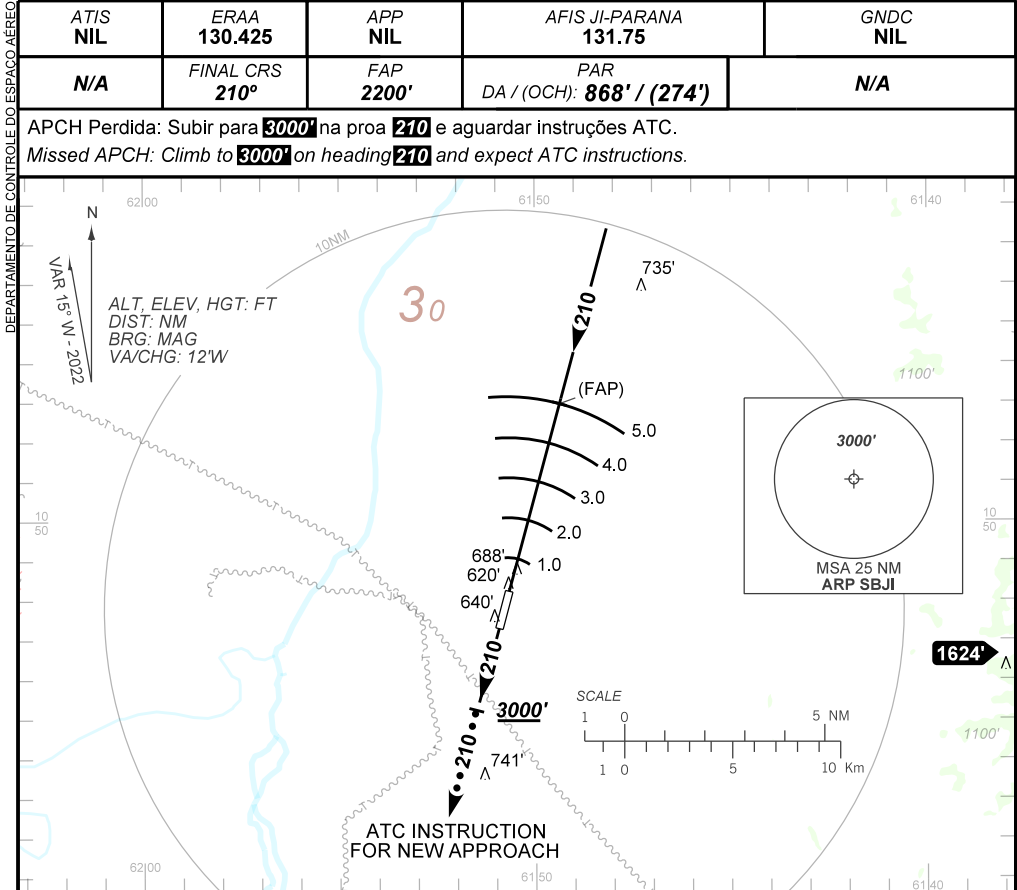 DEPARTAMENTO DE CONTROLE DO ESPAÇO AÉREO
ATIS
NIL
ERAA
130.425
APP
NIL
AFIS JI-PARANA
131.75
GNDC
NIL
N/A
FINAL CRS
210º
FAP
2200'
PAR
DA / (OCH): 868' / (274')
N/A
APCH Perdida: Subir para 3000' na proa 210 e aguardar instruções ATC.
Missed APCH: Climb to 3000' on heading 210 and expect ATC instructions.
62 00
61 50
61 40
N
VAR 15° W - 2022
10NM
ALT, ELEV, HGT: FT
DIST: NM
BRG: MAG
VA/CHG: 12'W
30
735'
210
1100'
(FAP)
5.0
4.0
3.0
2.0
1.0
3000'
MSA 25 NM
ARP SBJI
10
50
10
50
688'
620'
640'
210
1624'
3000'
SCALE
1 0 5 NM
1 0 5 10 Km
1100'
210
741'
ATC INSTRUCTION
FOR NEW APPROACH
62 00
61 50
61 40